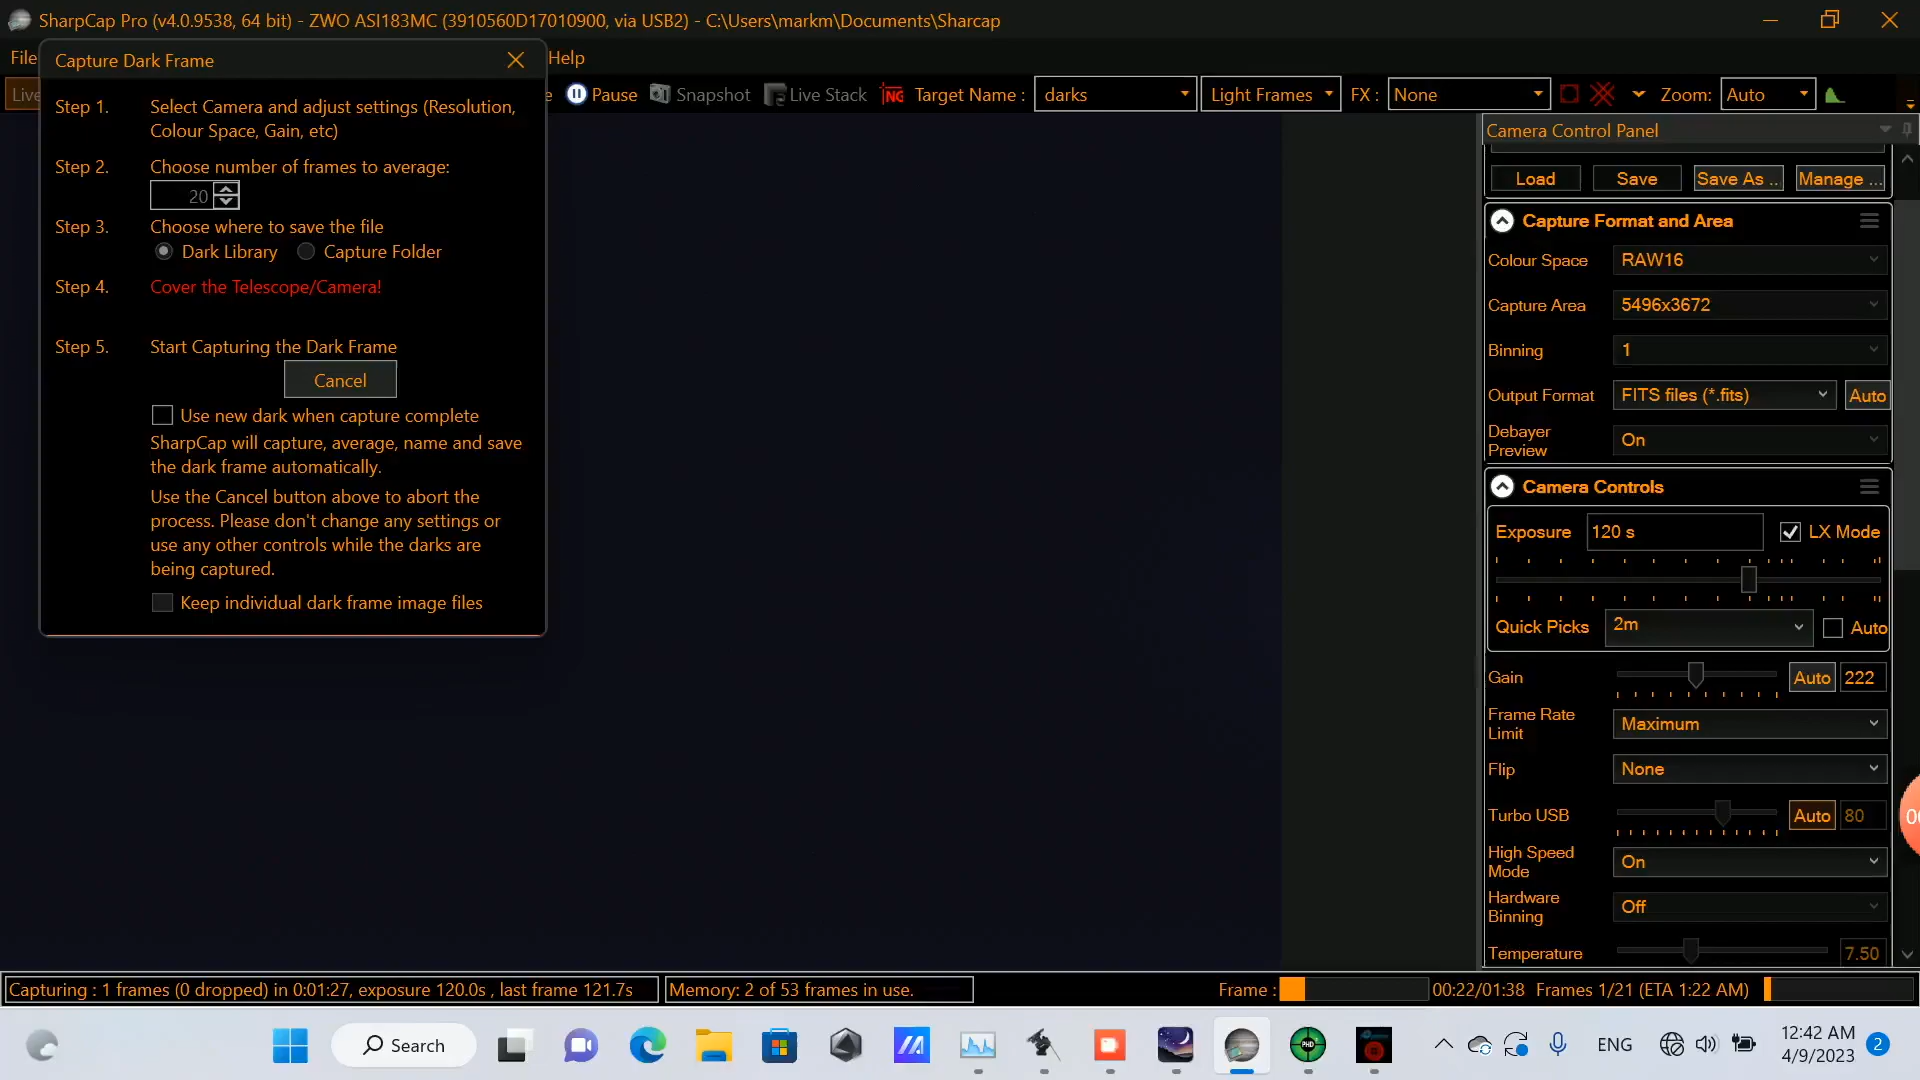 SharpCap Pro (v4.0.9538, 64 bit) - ZWO ASI183MC (3910560D17010900, via USB2) - C:\Users\markm\Documents\Sharcap
File
Help
Live
e
Pause
Snapshot
Live Stack
NG
Target Name :
darks
Light Frames
FX :
None
Zoom:
Auto
Capture Dark Frame
Step 1.
Select Camera and adjust settings (Resolution,
Colour Space, Gain, etc)
Step 2.
Choose number of frames to average:
20
Step 3.
Choose where to save the file
Dark Library
Capture Folder
Step 4.
Cover the Telescope/Camera!
Step 5.
Start Capturing the Dark Frame
Cancel
Use new dark when capture complete
SharpCap will capture, average, name and save
the dark frame automatically.
Use the Cancel button above to abort the
process. Please don't change any settings or
use any other controls while the darks are
being captured.
Keep individual dark frame image files
Camera Control Panel
Load
Save
Save As ..
Manage ...
Capture Format and Area
Colour Space
RAW16
Capture Area
5496x3672
Binning
1
Output Format
FITS files (*.fits)
Auto
Debayer
Preview
On
Camera Controls
Exposure
120 s
LX Mode
Quick Picks
2m
Auto
Gain
Auto
222
Frame Rate
Limit
Maximum
Flip
None
Turbo USB
Auto
80
High Speed
Mode
On
Hardware
Binning
Off
Temperature
7.50
Capturing : 1 frames (0 dropped) in 0:01:27, exposure 120.0s , last frame 121.7s
Memory: 2 of 53 frames in use.
Frame :
00:22/01:38
Frames 1/21 (ETA 1:22 AM)
Search
PHD
ENG
12:42 AM
4/9/2023
2